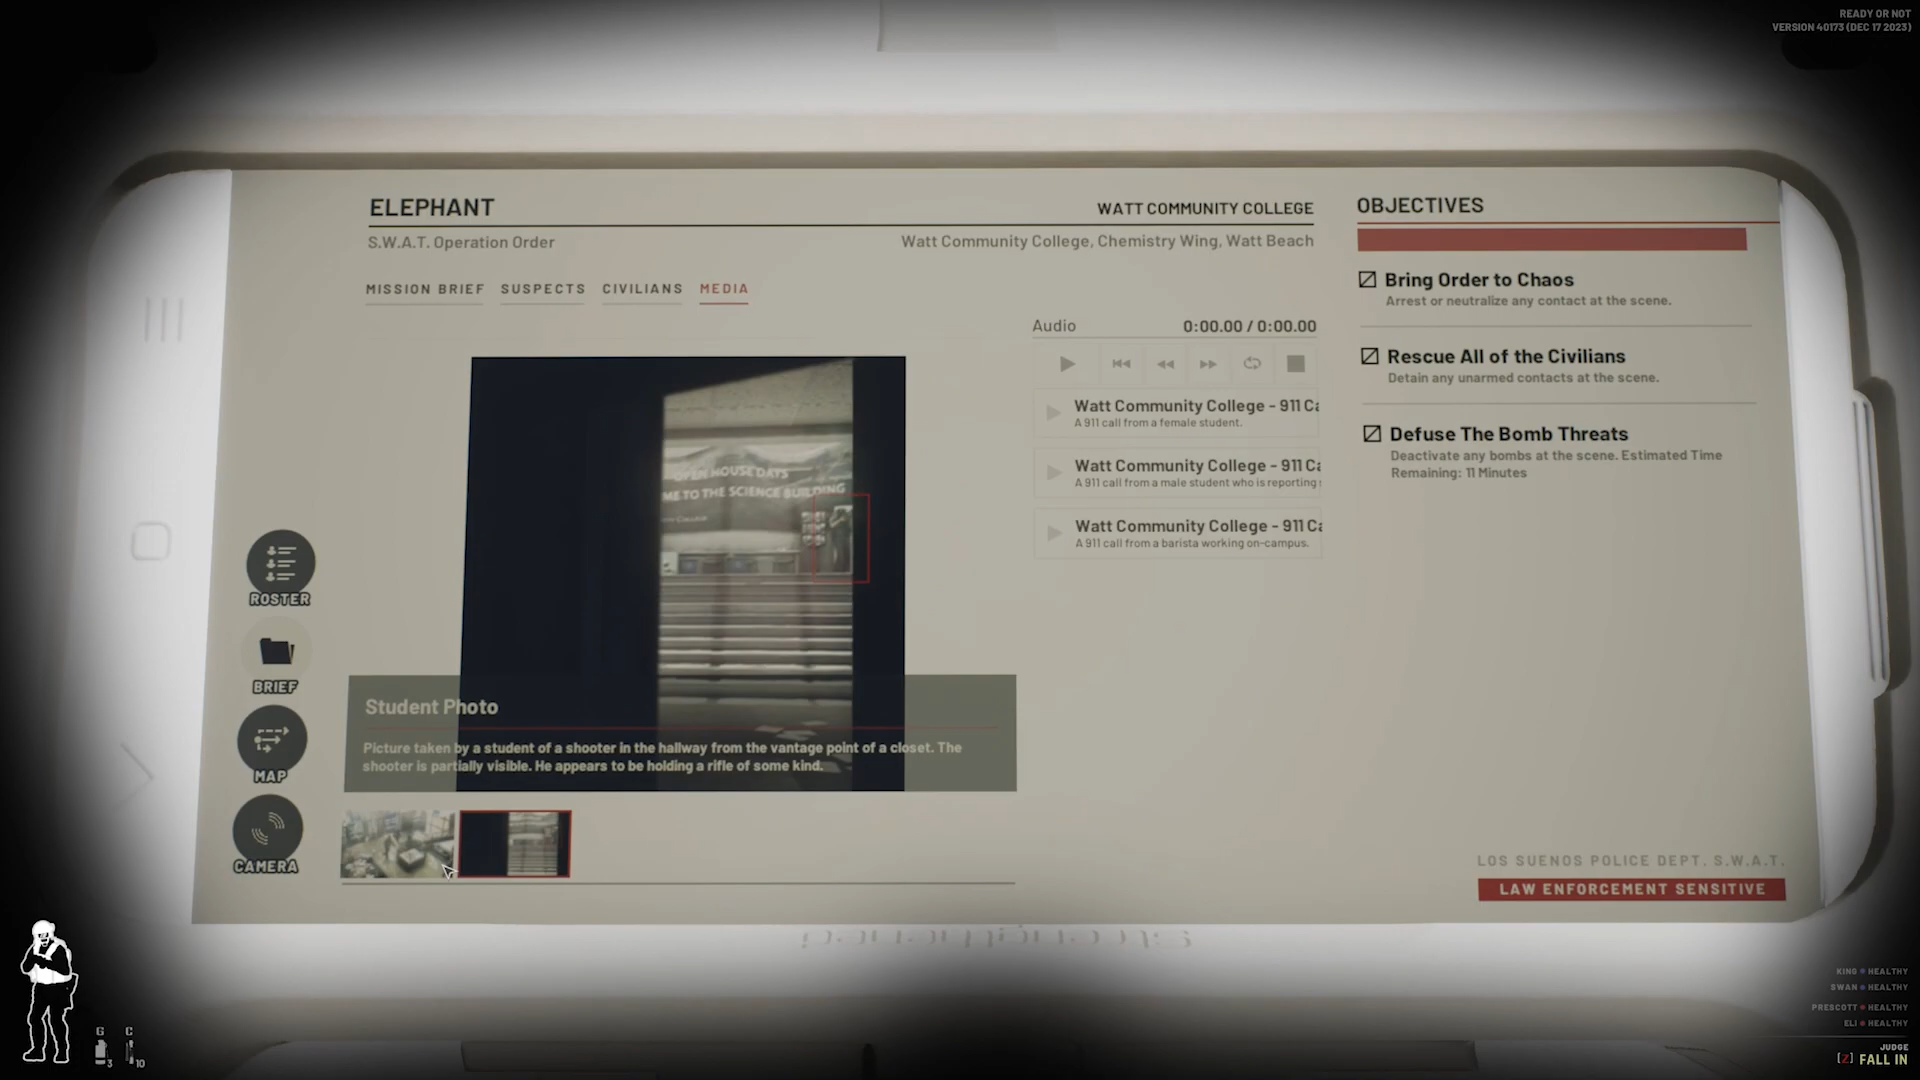 READY OR NOT
VERSION 40173 (DEC 17 2023)
ELEPHANT
WATT COMMUNITY COLLEGE
S.W.A.T. Operation Order
Watt Community College, Chemistry Wing, Watt Beach
MISSION BRIEF
SUSPECTS
CIVILIANS
MEDIA
OBJECTIVES
Bring Order to Chaos
Arrest or neutralize any contact at the scene.
Rescue All of the Civilians
Detain any unarmed contacts at the scene.
Defuse The Bomb Threats
Deactivate any bombs at the scene. Estimated Time
Remaining: 11 Minutes
Audio
0:00.00 / 0:00.00
Watt Community College - 911 Ca
A 911 call from a female student.
Watt Community College - 911 Ca
A 911 call from a male student who is reporting
Watt Community College - 911 Ca
A 911 call from a barista working on-campus.
OPEN HOUSE DAYS
ME TO THE SCIENCE BUILDING
COLLEGE
Student Photo
Picture taken by a student of a shooter in the hallway from the vantage point of a closet. The
shooter is partially visible. He appears to be holding a rifle of some kind.
ROSTER
BRIEF
MAP
CAMERA
LOS SUENOS POLICE DEPT. S.W.A.T.
LAW ENFORCEMENT SENSITIVE
G
C
3
10
KING HEALTHY
SWAN HEALTHY
PRESCOTT HEALTHY
ELI HEALTHY
JUDGE
[Z] FALL IN